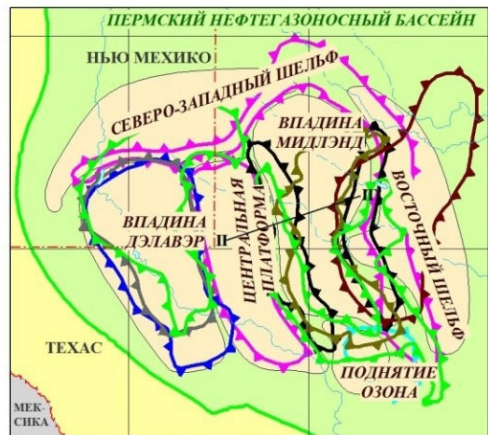 ПЕРМСКИЙ НЕФТЕГАЗОНОСНЫЙ БАССЕЙН
НЬЮ МЕХИКО
СЕВЕРО-ЗАПАДНЫЙ ШЕЛЬФ
ВПАДИНА
МИДЛЭНД
ВПАДИНА
ДЭЛАВЭР
II
III
ЦЕНТРАЛЬНАЯ
ПЛАТФОРМА
ВОСТОЧНЫЙ ШЕЛЬФ
ТЕХАС
ПОДНЯТИЕ
ОЗОНА
МЕК-
СИКА